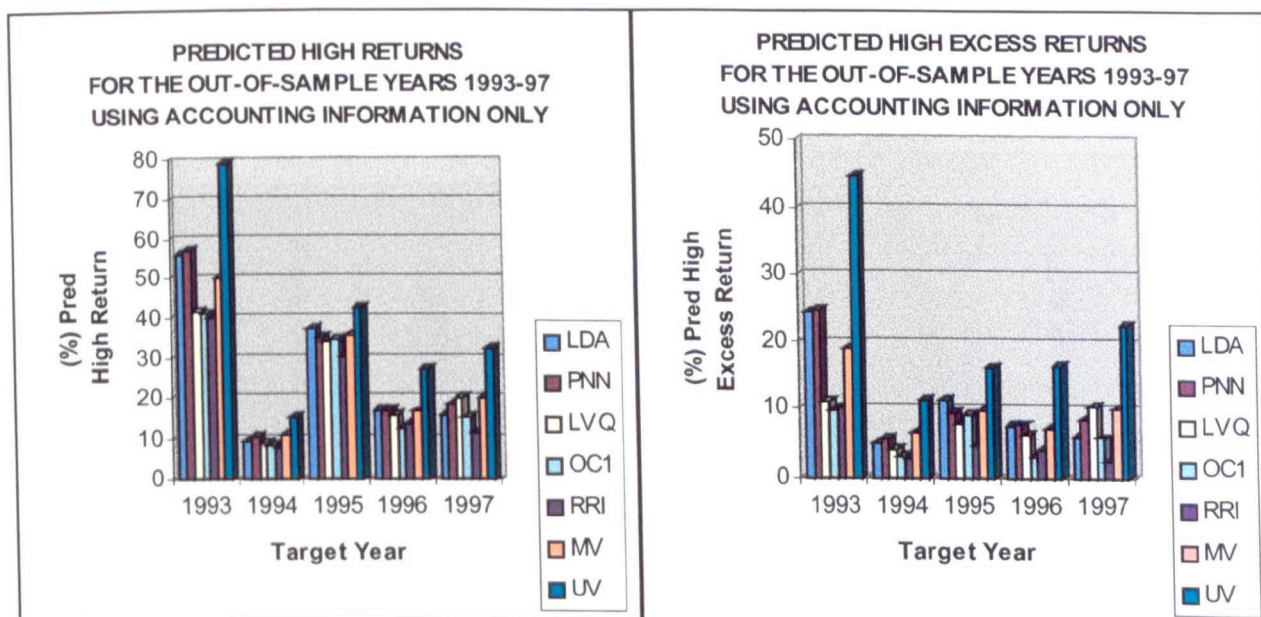 PREDICTED HIGH RETURNS
FOR THE OUT-OF-SAMPLE YEARS 1993-97
USING ACCOUNTING INFORMATION ONLY
(%) Pred
High Return
80
70
60
50
40
30
20
10
0
1993 1994 1995 1996 1997
Target Year
LDA
PNN
LVQ
OC1
RRI
MV
UV
PREDICTED HIGH EXCESS RETURNS
FOR THE OUT-OF-SAMPLE YEARS 1993-97
USING ACCOUNTING INFORMATION ONLY
(%) Pred High
Excess Return
50
40
30
20
10
0
1993 1994 1995 1996 1997
Target Year
LDA
PNN
LVQ
OC1
RRI
MV
UV